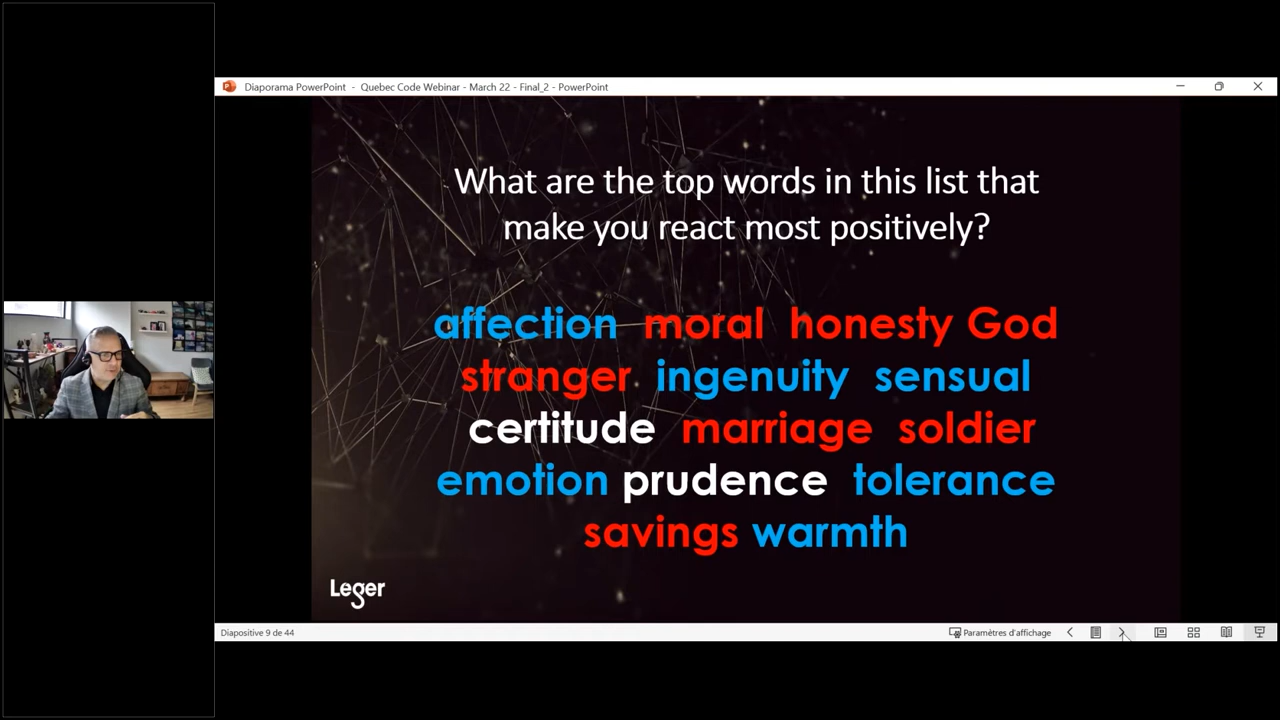 Diaporama PowerPoint - Quebec Code Webinar - March 22 - Final_2 - PowerPoint
What are the top words in this list that
make you react most positively?
affection moral honesty God
stranger ingenuity sensual
certitude marriage soldier
emotion prudence tolerance
savings warmth
Leger
Diapositive 9 de 44
Paramètres d'affichage